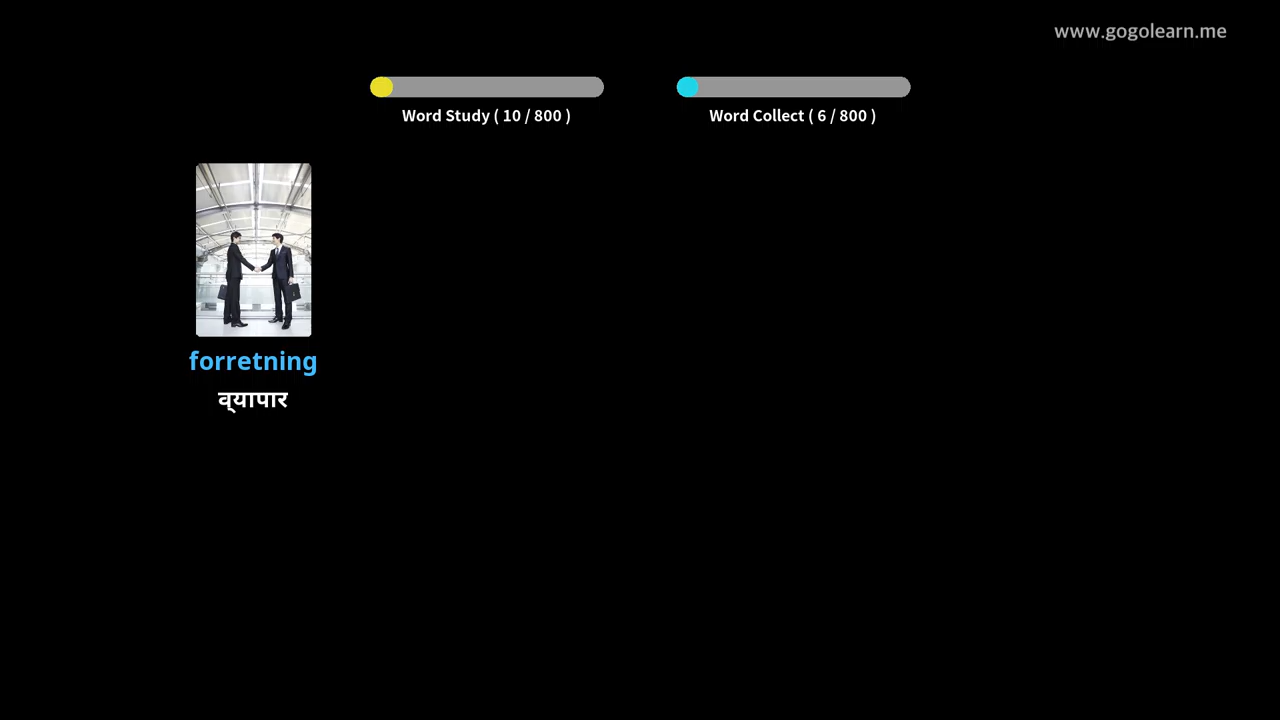 www.gogolearn.me
Word Study ( 10 / 800 )
Word Collect ( 6 / 800 )
forretning
व्यापार